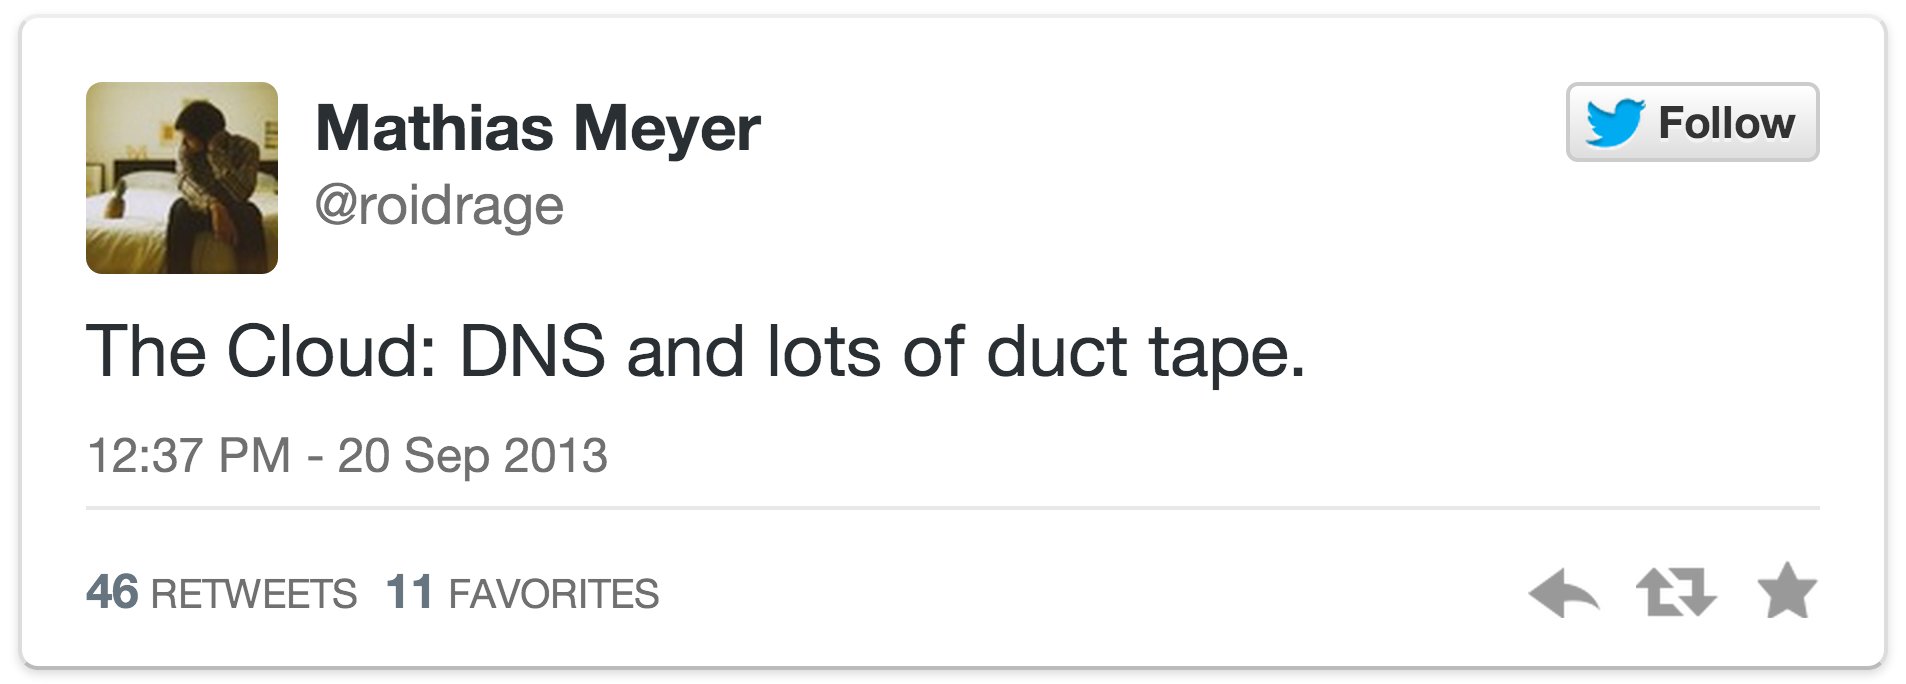 Mathias Meyer
Follow
@roidrage
The Cloud: DNS and lots of duct tape.
12:37 PM - 20 Sep 2013
46 RETWEETS 11 FAVORITES